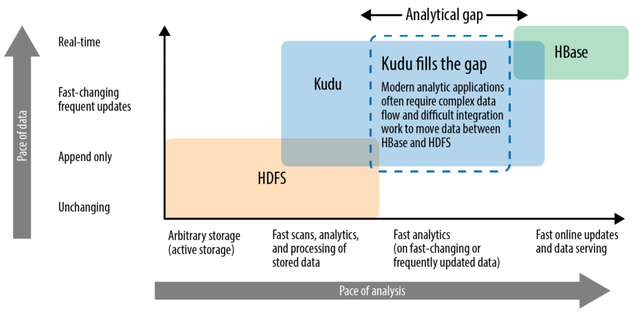 Analytical gap
Real-time
HBase
Kudu fills the gap
Kudu
Modern analytic applications
often require complex data
flow and difficult integration
work to move data between
HBase and HDFS
Fast-changing
frequent updates
Pace of data
Append only
HDFS
Unchanging
Arbitrary storage
(active storage)
Fast scans, analytics,
and processing of
stored data
Fast analytics
(on fast-changing or
frequently updated data)
Fast online updates
and data serving
Pace of analysis